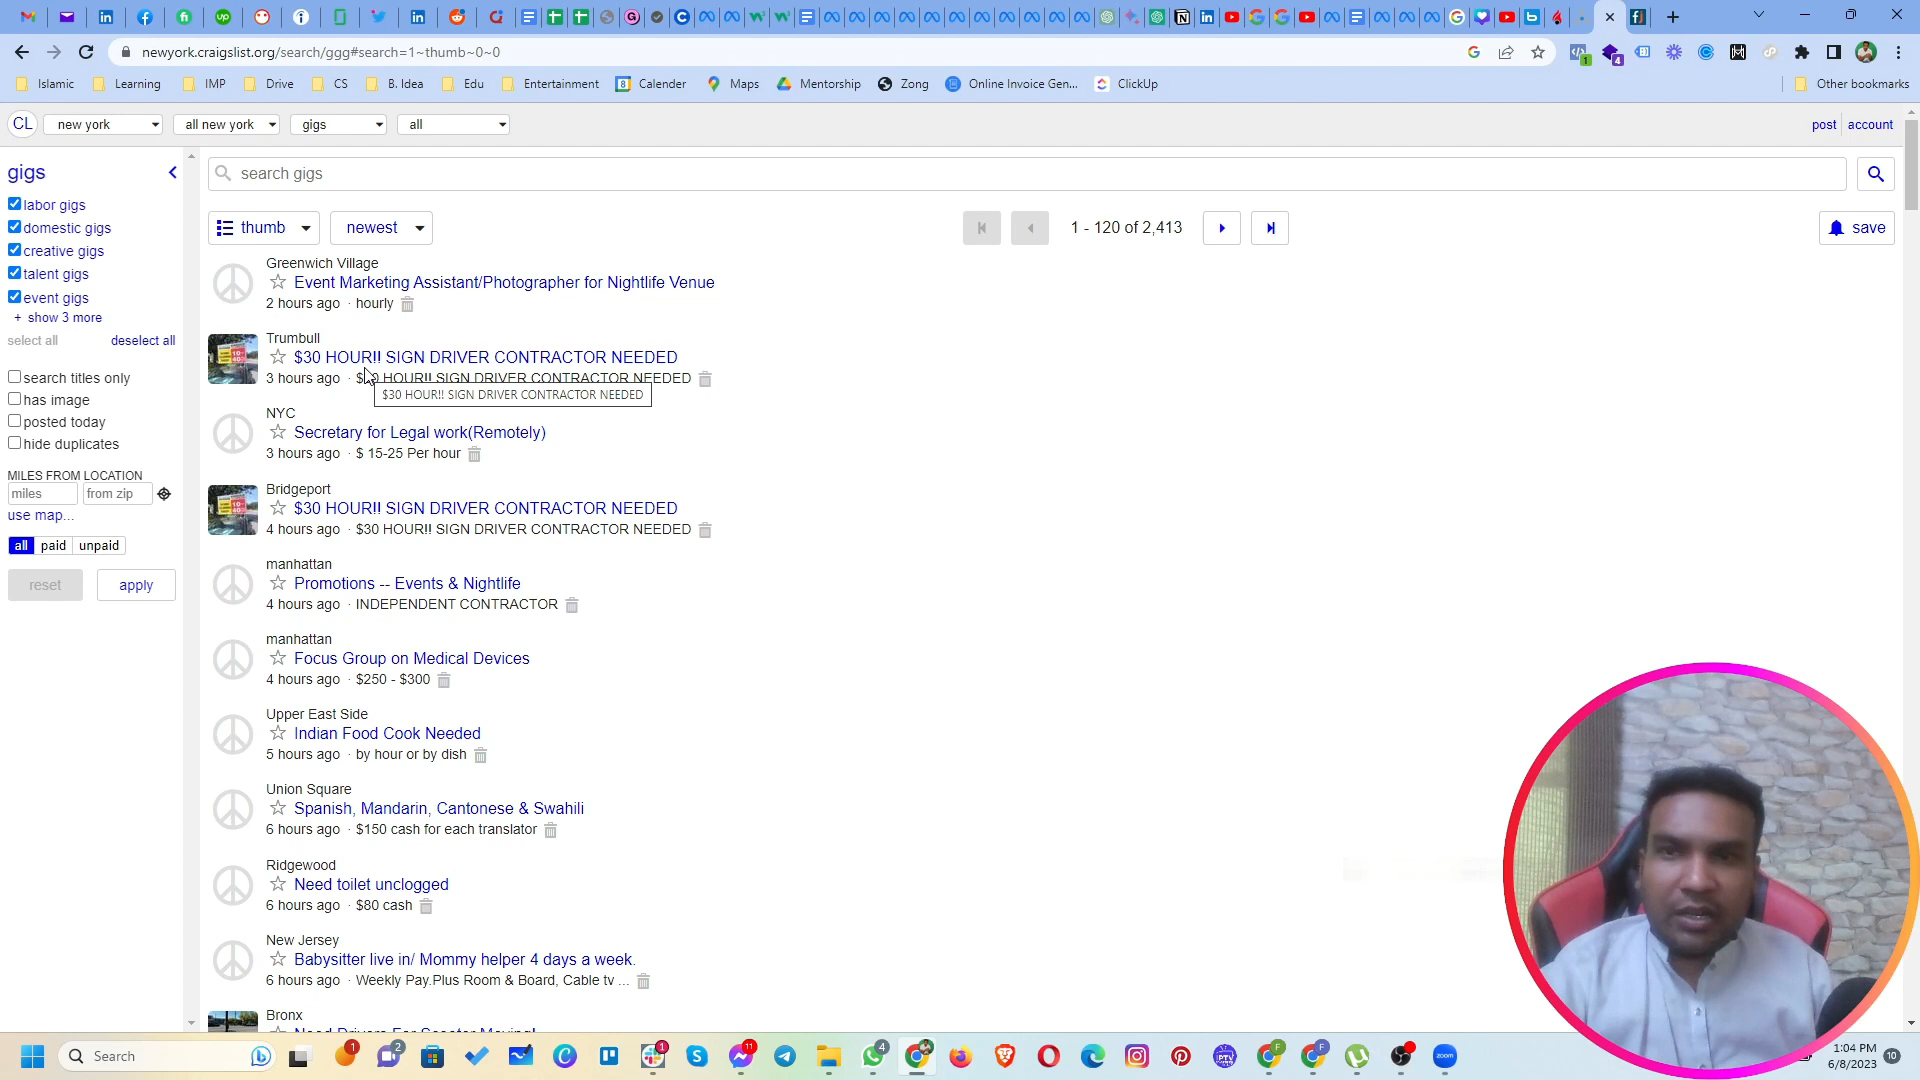 newyork.craigslist.org/search/ggg#search=1~thumb~0~0
Islamic Learning IMP Drive CS B. Idea Edu Entertainment Calender Maps Mentorship Zong Online Invoice Gen... ClickUp Other bookmarks
CL new york all new york gigs all post account
gigs
labor gigs
domestic gigs
creative gigs
talent gigs
event gigs
+ show 3 more
select all deselect all
search titles only
has image
posted today
hide duplicates
MILES FROM LOCATION
miles from zip
use map...
all paid unpaid
reset apply
search gigs
thumb newest 1 - 120 of 2,413 save
Greenwich Village
Event Marketing Assistant/Photographer for Nightlife Venue
2 hours ago · hourly
Trumbull
$30 HOUR!! SIGN DRIVER CONTRACTOR NEEDED
3 hours ago · $30 HOUR!! SIGN DRIVER CONTRACTOR NEEDED
$30 HOUR!! SIGN DRIVER CONTRACTOR NEEDED
NYC
Secretary for Legal work(Remotely)
3 hours ago · $ 15-25 Per hour
Bridgeport
$30 HOUR!! SIGN DRIVER CONTRACTOR NEEDED
4 hours ago · $30 HOUR!! SIGN DRIVER CONTRACTOR NEEDED
manhattan
Promotions -- Events & Nightlife
4 hours ago · INDEPENDENT CONTRACTOR
manhattan
Focus Group on Medical Devices
4 hours ago · $250 - $300
Upper East Side
Indian Food Cook Needed
5 hours ago · by hour or by dish
Union Square
Spanish, Mandarin, Cantonese & Swahili
6 hours ago · $150 cash for each translator
Ridgewood
Need toilet unclogged
6 hours ago · $80 cash
New Jersey
Babysitter live in/ Mommy helper 4 days a week.
6 hours ago · Weekly Pay.Plus Room & Board, Cable tv ...
Bronx
Need Drivers For Scooter Moving!
Search
1:04 PM
6/8/2023